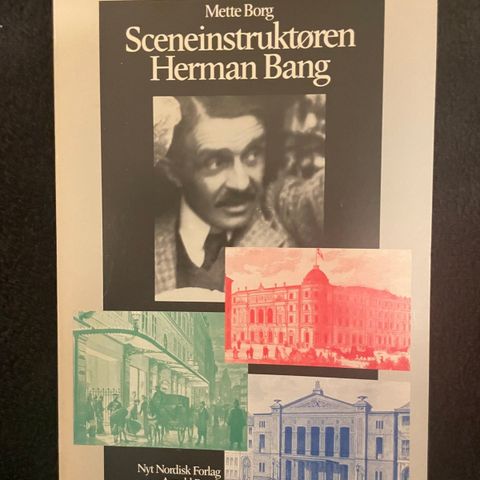 Mette Borg
Sceneinstruktøren
Herman Bang
Nyt Nordisk Forlag